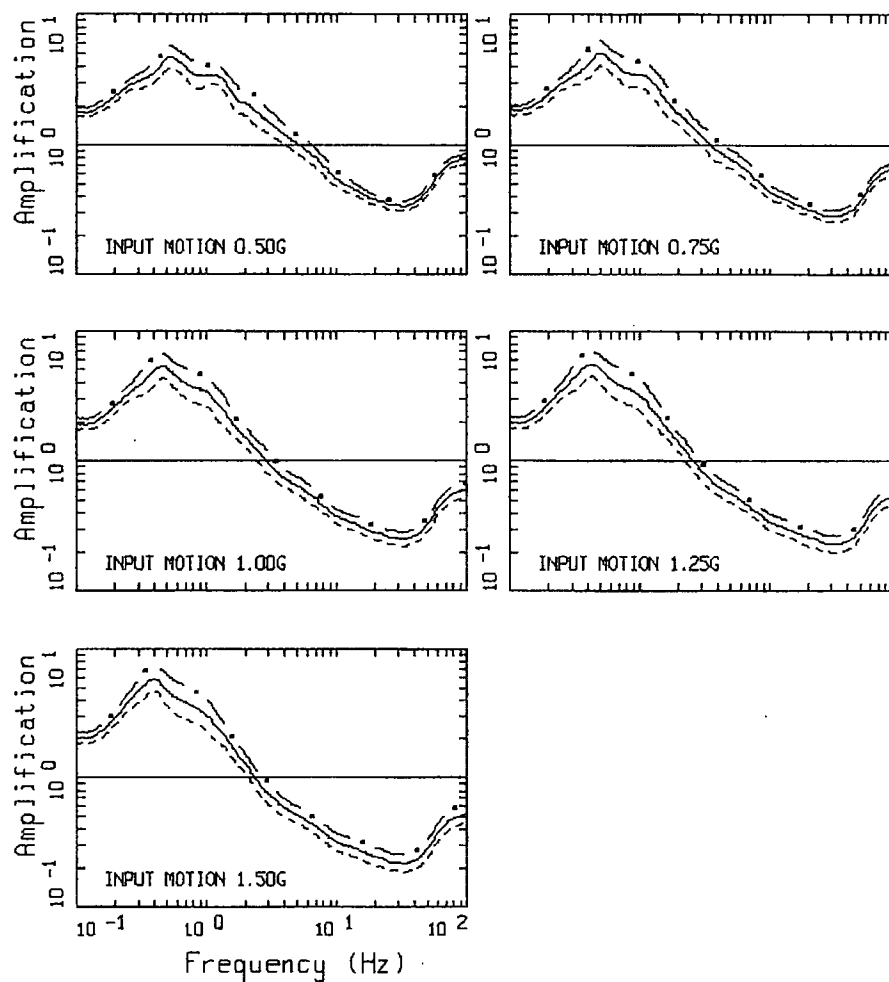 Amplification
10 1
10 0
10 -1
INPUT MOTION 0.50G
10 1
10 0
10 -1
INPUT MOTION 0.75G
Amplification
10 1
10 0
10 -1
INPUT MOTION 1.00G
10 1
10 0
10 -1
INPUT MOTION 1.25G
Amplification
10 1
10 0
10 -1
INPUT MOTION 1.50G
10 -1
10 0
10 1
10 2
Frequency (Hz)